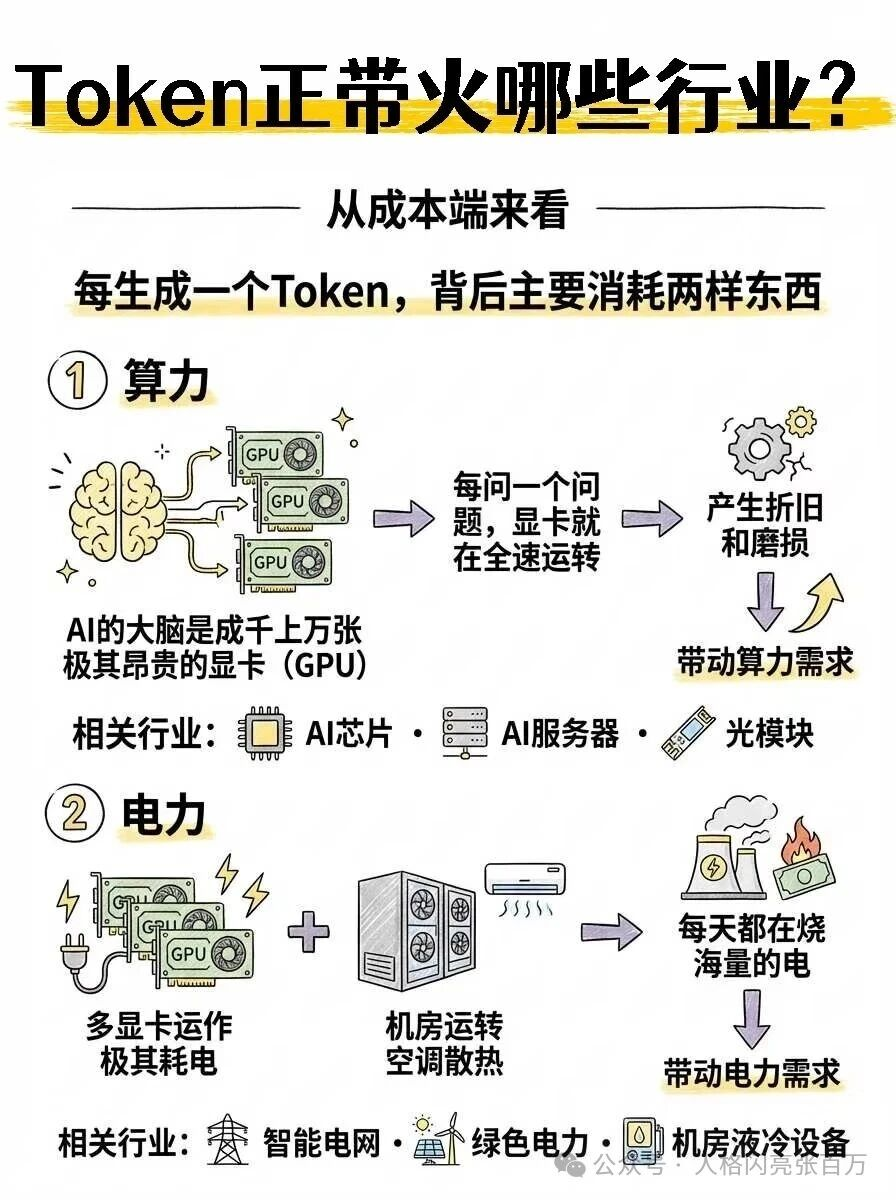 Token正带火哪些行业？
从成本端来看
每生成一个Token，背后主要消耗两样东西
1 算力
GPU
GPU
GPU
AI的大脑是成千上万张
极其昂贵的显卡（GPU）
每问一个问
题，显卡就
在全速运转
产生折旧
和磨损
带动算力需求
相关行业： AI芯片 · AI服务器 · 光模块
2 电力
GPU
GPU
GPU
多显卡运作
极其耗电
+
机房运转
空调散热
每天都在烧
海量的电
带动电力需求
相关行业： 智能电网 · 绿色电力 · 机房液冷设备
公众号 · 人格闪亮张百万